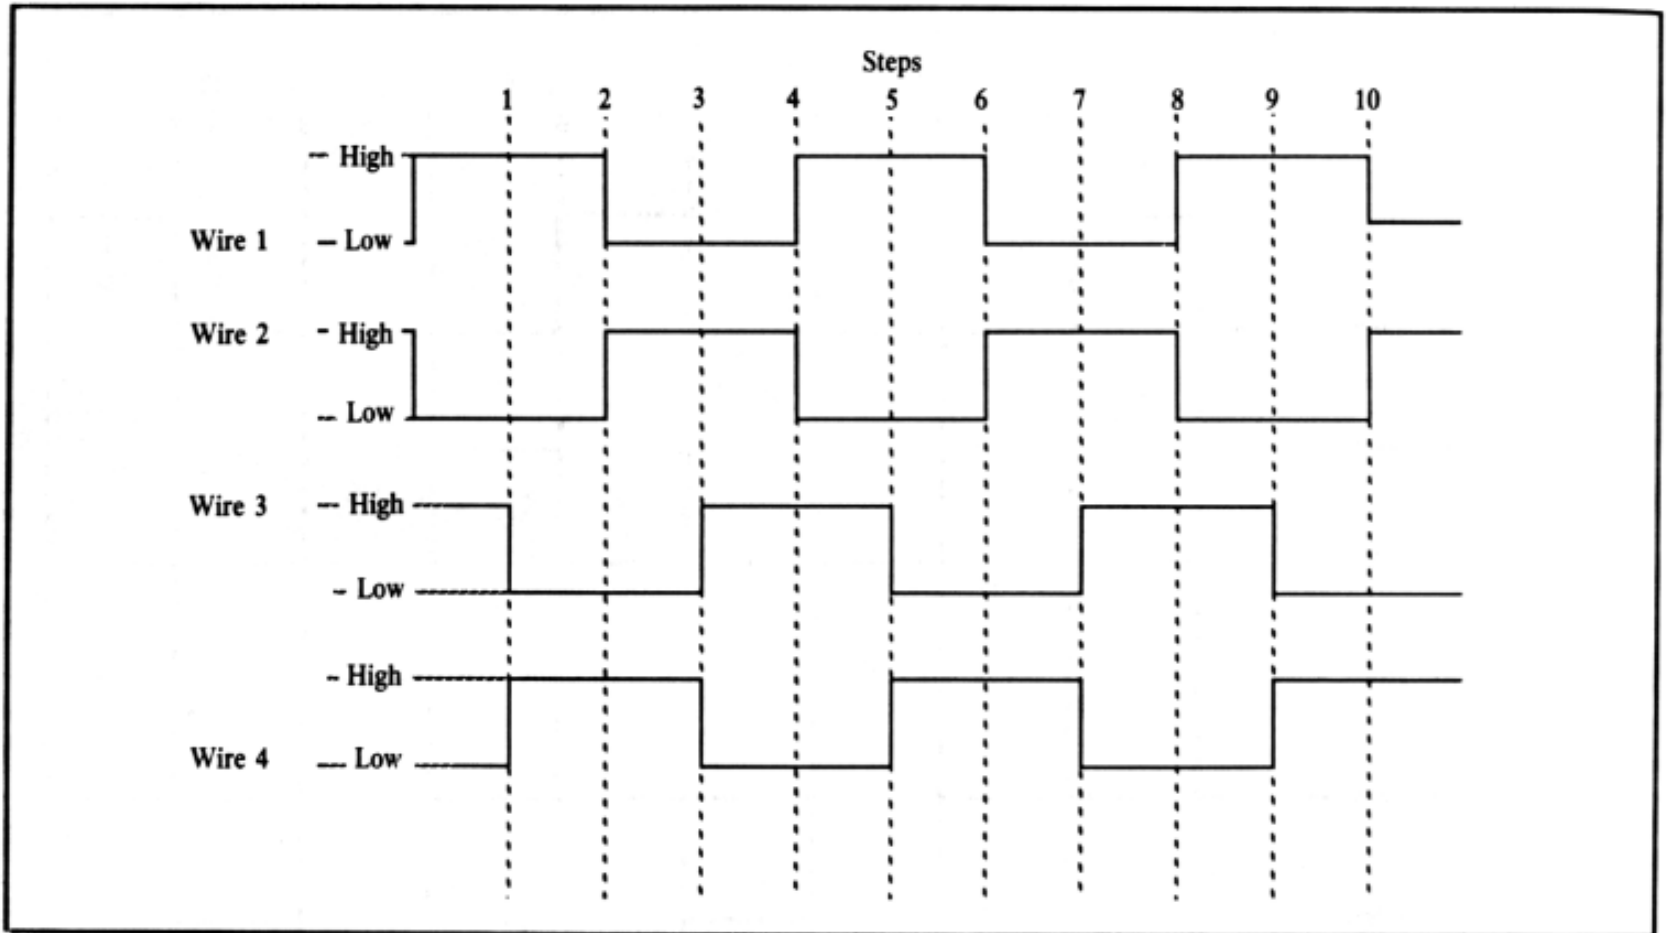 Steps
1 2 3 4 5 6 7 8 9 10
High
Wire 1 Low
Wire 2 High
Low
Wire 3 High
Low
High
Wire 4 Low